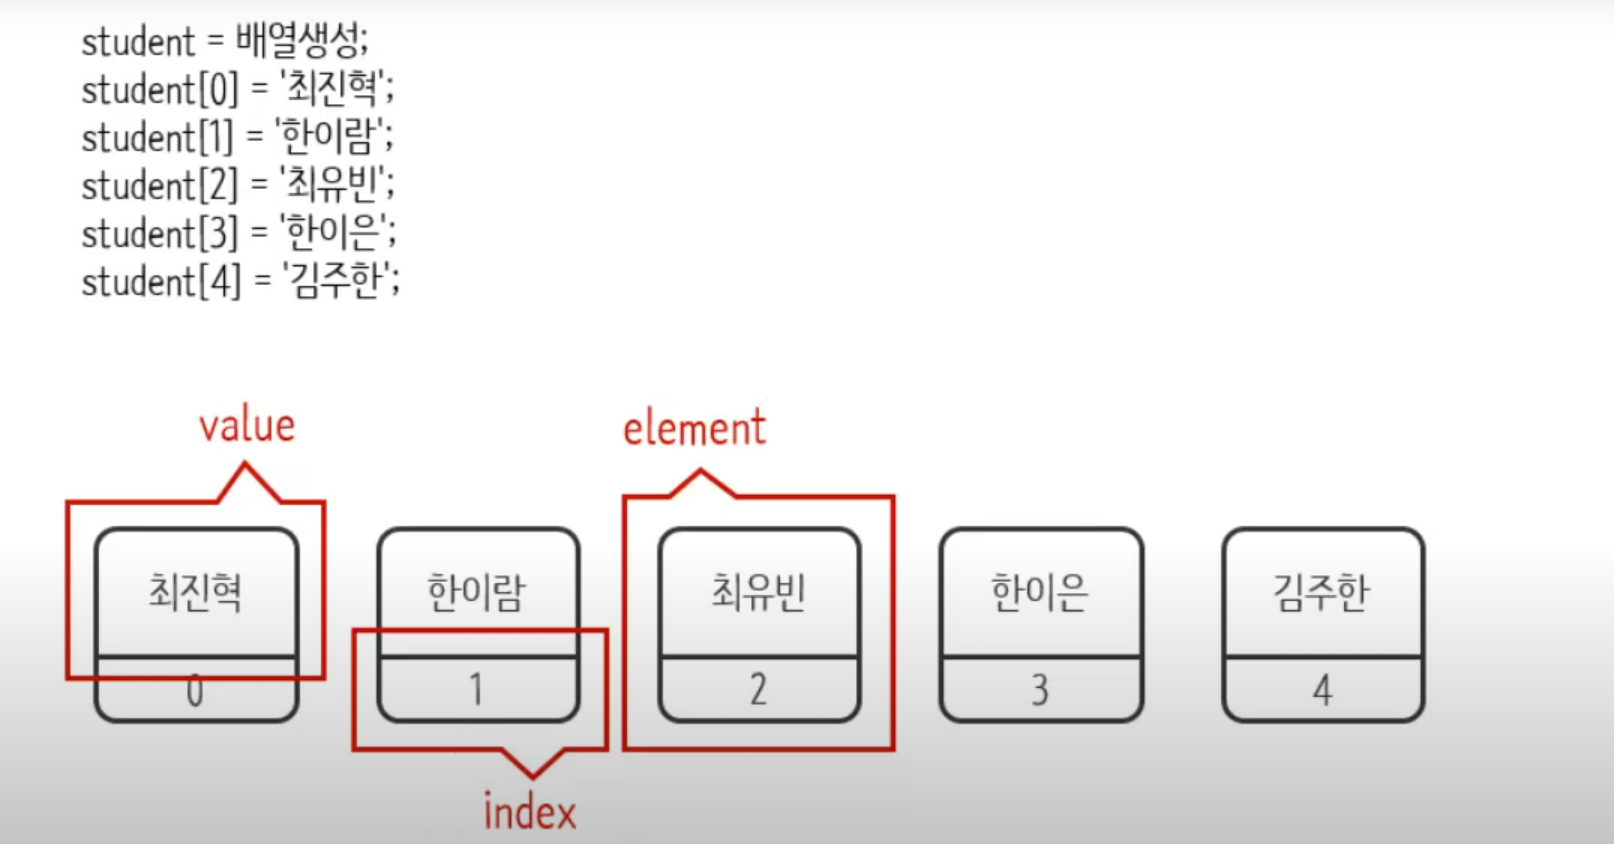 student = 배열생성;
student[0] = '최진혁';
student[1] = '한이람';
student[2] = '최유빈';
student[3] = '한이은';
student[4] = '김주한';
value
element
최진혁 한이람 최유빈 한이은 김주한
0 1 2 3 4
index